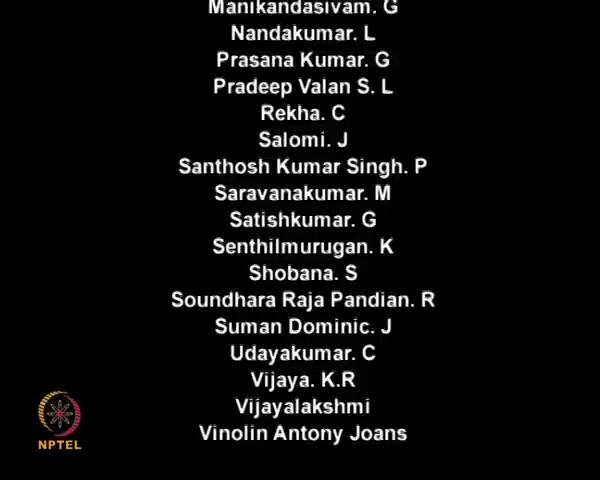 Manikandasivam. G
Nandakumar. L
Prasana Kumar. G
Pradeep Valan S. L
Rekha. C
Salomi. J
Santhosh Kumar Singh. P
Saravanakumar. M
Satishkumar. G
Senthilmurugan. K
Shobana. S
Soundhara Raja Pandian. R
Suman Dominic. J
Udayakumar. C
Vijaya. K.R
Vijayalakshmi
Vinolin Antony Joans
NPTEL